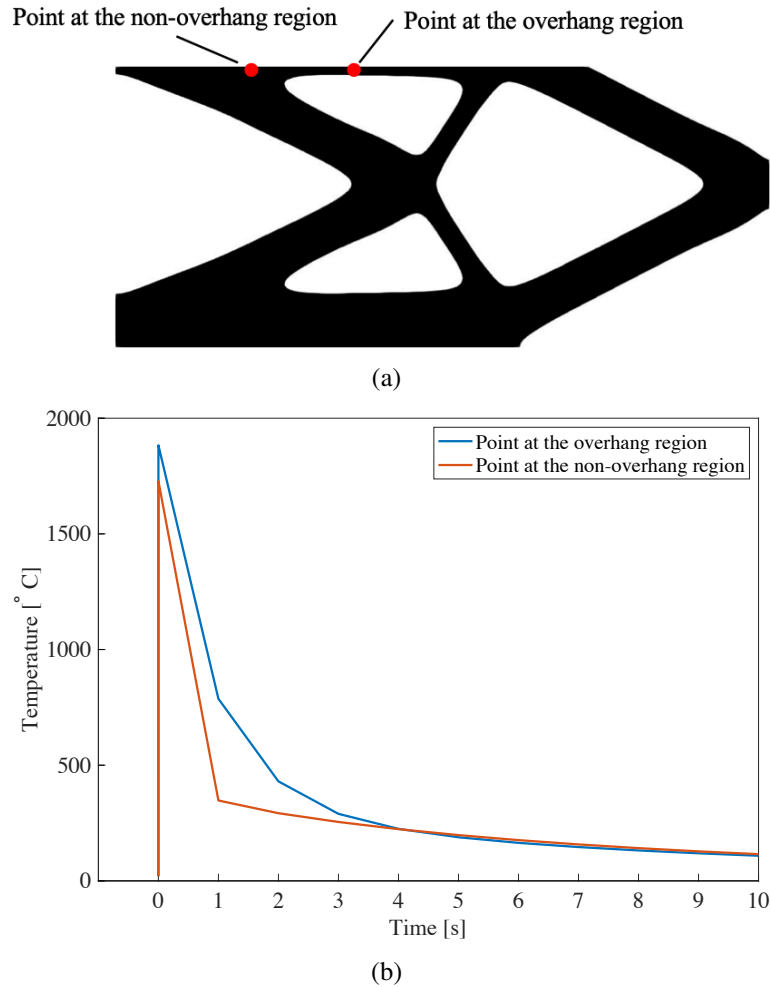 Point at the non-overhang region
Point at the overhang region
(a)
2000
1500
1000
500
0
Temperature [° C]
Point at the overhang region
Point at the non-overhang region
0 1 2 3 4 5 6 7 8 9 10
Time [s]
(b)